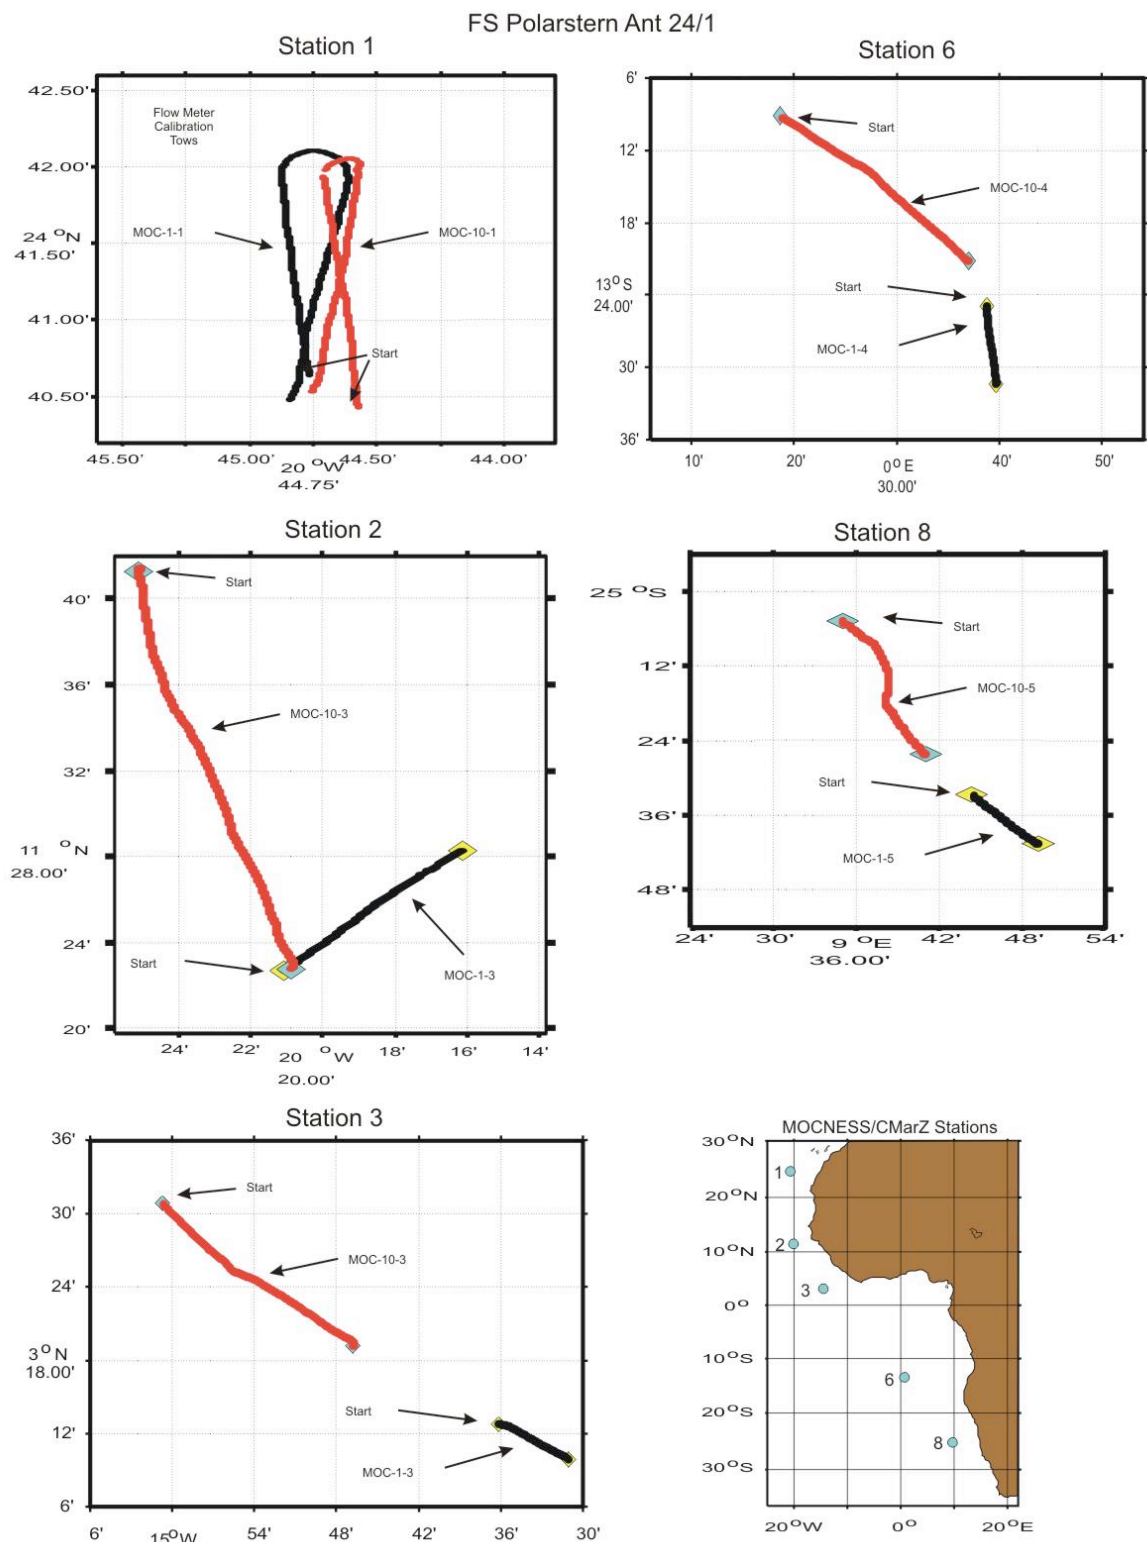 FS Polarstern Ant 24/1
Station 1
42.50'
Flow Meter
Calibration
Tows
42.00'
24 °N
41.50'
MOC-1-1
MOC-10-1
41.00'
Start
40.50'
45.50' 45.00' 44.50' 44.00'
20 °W
44.75'
Station 6
6'
Start
12'
MOC-10-4
18'
13° S
24.00'
Start
MOC-1-4
30'
36'
10' 20' 0° E 40' 50'
30.00'
Station 2
Start
40'
36'
MOC-10-3
32'
11 °N
28.00'
24'
Start
MOC-1-3
20'
24' 22' 20 °W 18' 16' 14'
20.00'
Station 8
25 °S
Start
12'
MOC-10-5
24'
Start
36'
MOC-1-5
48'
24' 30' 9 °E 42' 48' 54'
36.00'
Station 3
36'
Start
30'
MOC-10-3
24'
3° N
18.00'
Start
12'
MOC-1-3
6'
6' 15°W 54' 48' 42' 36' 30'
MOCNESS/CMarZ Stations
30°N
1
20°N
2
10°N
3
0°
10°S
6
20°S
8
30°S
20°W 0° 20°E